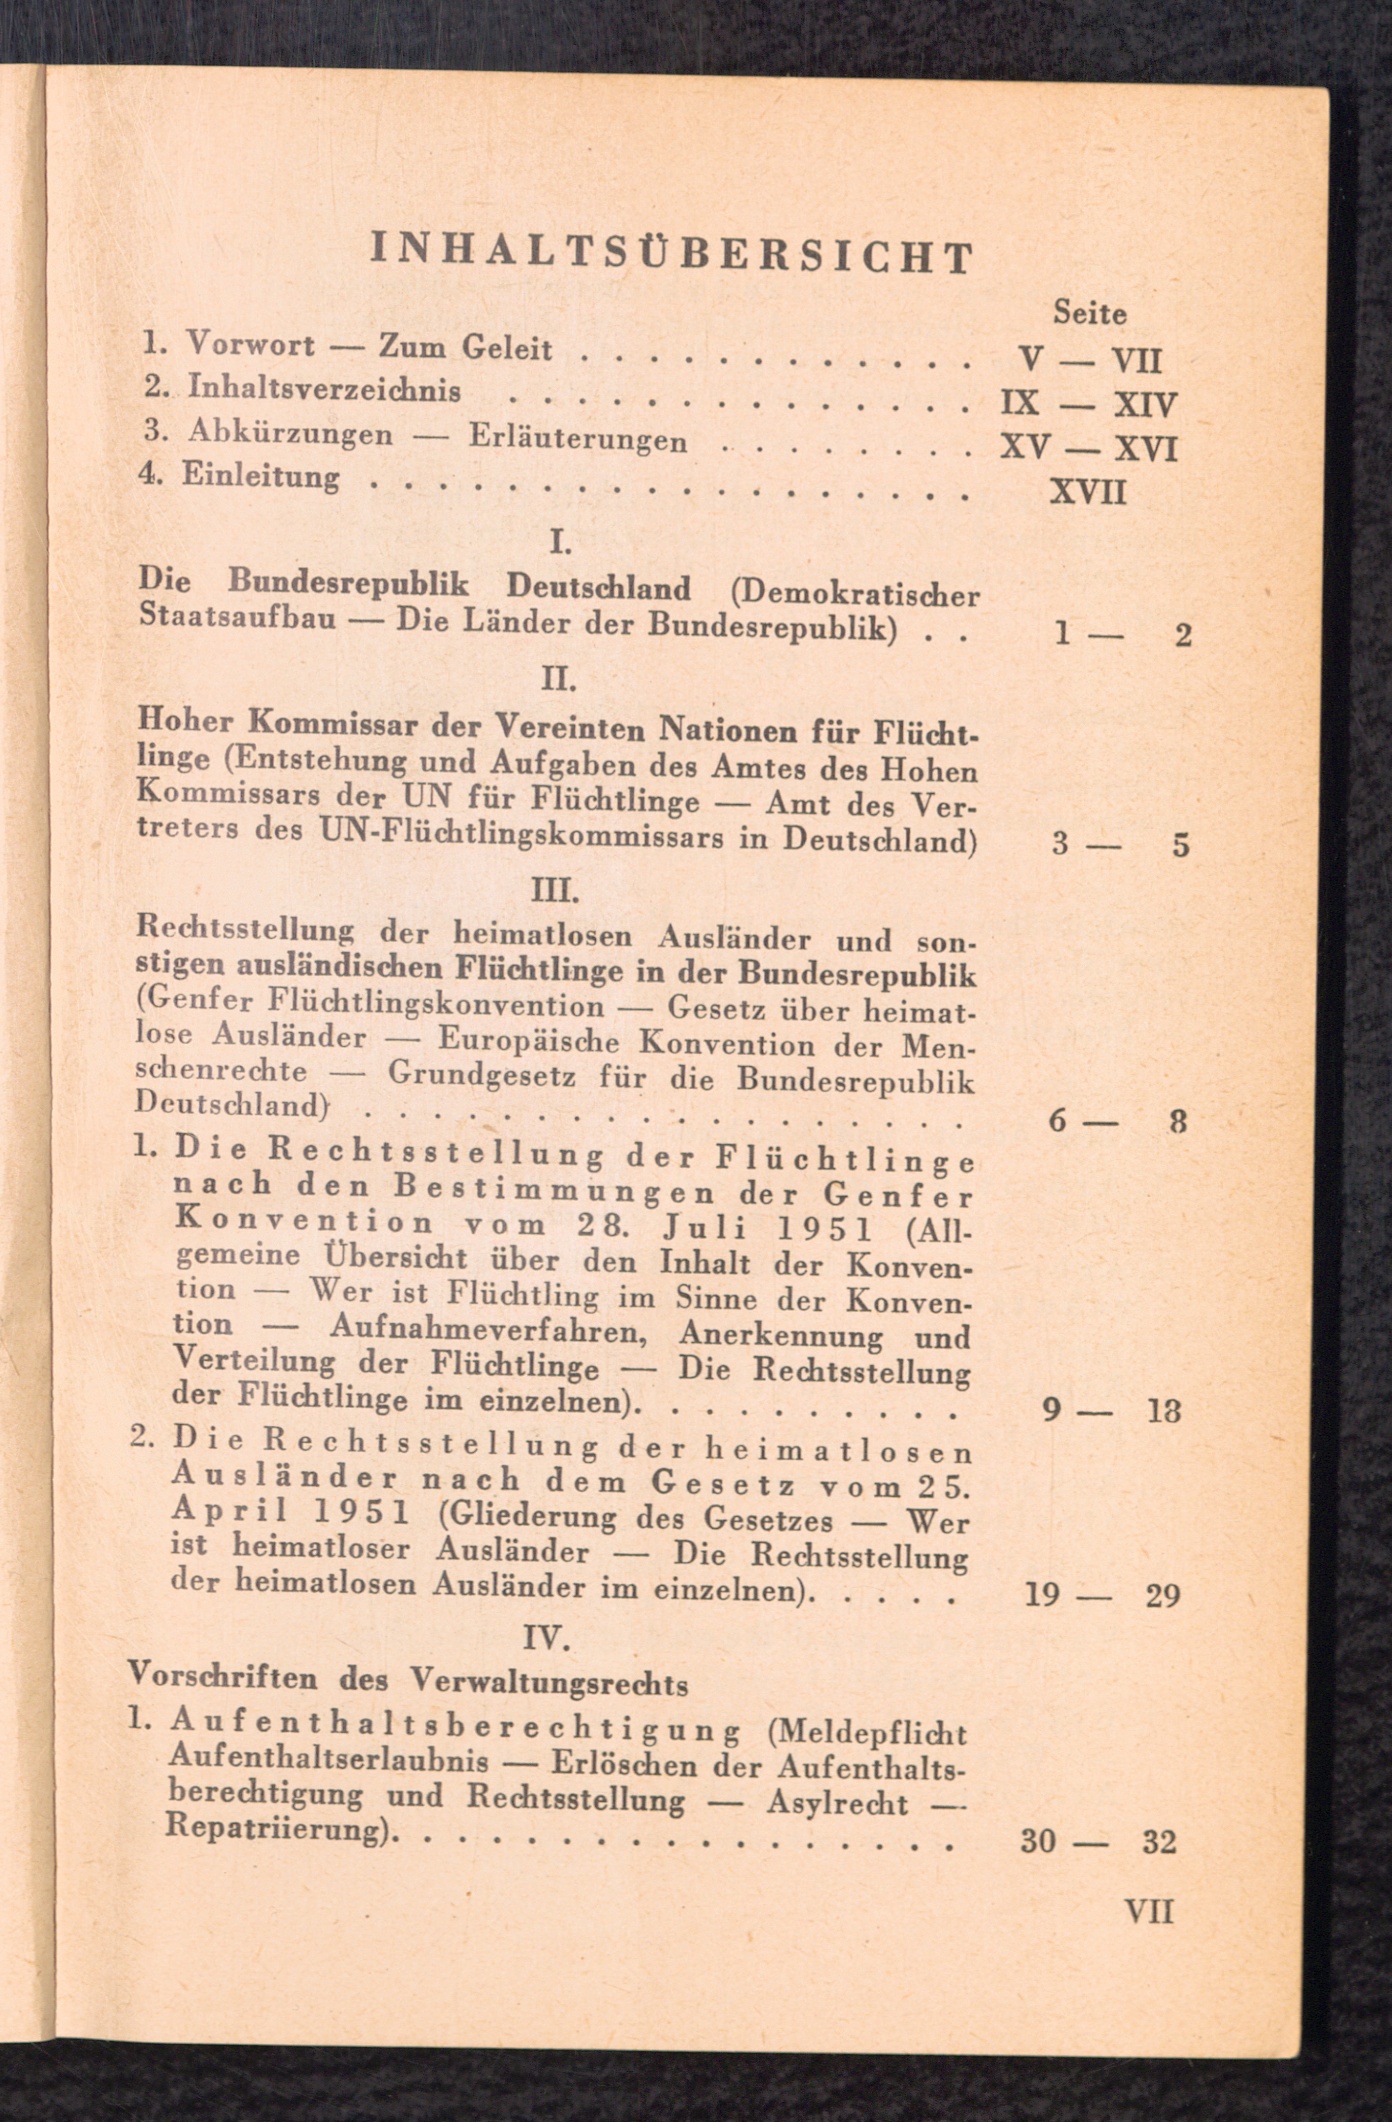 INHALTSÜBERSICHT
Seite
1. Vorwort — Zum Geleit . . . . . . . . . . . . V — VII
2. Inhaltsverzeichnis . . . . . . . . . . . . . . IX — XIV
3. Abkürzungen — Erläuterungen . . . . . . . . XV — XVI
4. Einleitung . . . . . . . . . . . . . . . . . . XVII
I.
Die Bundesrepublik Deutschland (Demokratischer
Staatsaufbau — Die Länder der Bundesrepublik) . . 1 — 2
II.
Hoher Kommissar der Vereinten Nationen für Flücht-
linge (Entstehung und Aufgaben des Amtes des Hohen
Kommissars der UN für Flüchtlinge — Amt des Ver-
treters des UN-Flüchtlingskommissars in Deutschland) 3 — 5
III.
Rechtsstellung der heimatlosen Ausländer und son-
stigen ausländischen Flüchtlinge in der Bundesrepublik
(Genfer Flüchtlingskonvention — Gesetz über heimat-
lose Ausländer — Europäische Konvention der Men-
schenrechte — Grundgesetz für die Bundesrepublik
Deutschland) . . . . . . . . . . . . . . . . . . 6 — 8
1. Die Rechtsstellung der Flüchtlinge
nach den Bestimmungen der Genfer
Konvention vom 28. Juli 1951 (All-
gemeine Übersicht über den Inhalt der Konven-
tion — Wer ist Flüchtling im Sinne der Konven-
tion — Aufnahmeverfahren, Anerkennung und
Verteilung der Flüchtlinge — Die Rechtsstellung
der Flüchtlinge im einzelnen). . . . . . . . . . 9 — 18
2. Die Rechtsstellung der heimatlosen
Ausländer nach dem Gesetz vom 25.
April 1951 (Gliederung des Gesetzes — Wer
ist heimatloser Ausländer — Die Rechtsstellung
der heimatlosen Ausländer im einzelnen). . . . . 19 — 29
IV.
Vorschriften des Verwaltungsrechts
1. Aufenthaltsberechtigung (Meldepflicht
Aufenthaltserlaubnis — Erlöschen der Aufenthalts-
berechtigung und Rechtsstellung — Asylrecht —
Repatriierung). . . . . . . . . . . . . . . . . 30 — 32
VII